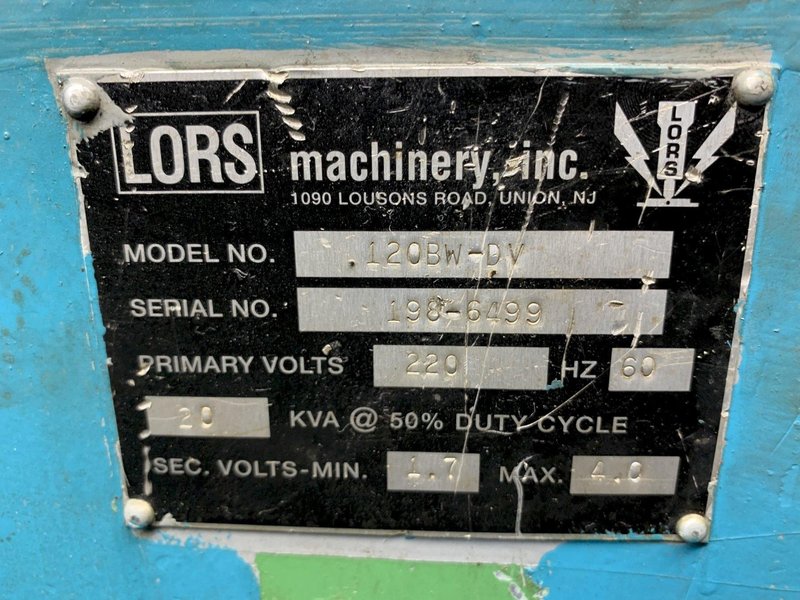 LORS machinery, inc.
LORS
1090 LOUSONS ROAD, UNION, NJ
MODEL NO. 120BW-DV
SERIAL NO. 198-6499
PRIMARY VOLTS 220 HZ 60
20 KVA @ 50% DUTY CYCLE
SEC. VOLTS-MIN. 1.7 MAX. 4.0